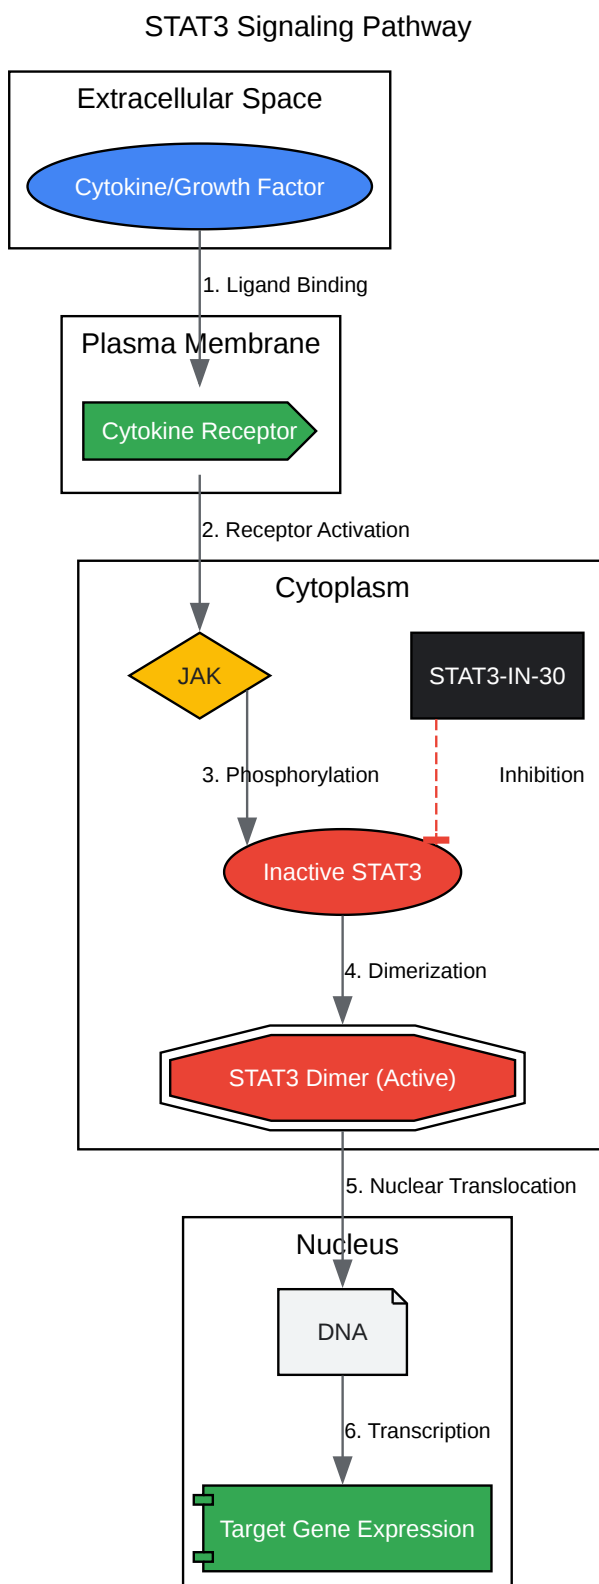 STAT3 Signaling Pathway
Extracellular Space
Cytokine/Growth Factor
1. Ligand Binding
Plasma Membrane
Cytokine Receptor
2. Receptor Activation
Cytoplasm
JAK
STAT3-IN-30
3. Phosphorylation
Inhibition
Inactive STAT3
4. Dimerization
STAT3 Dimer (Active)
5. Nuclear Translocation
Nucleus
DNA
6. Transcription
Target Gene Expression